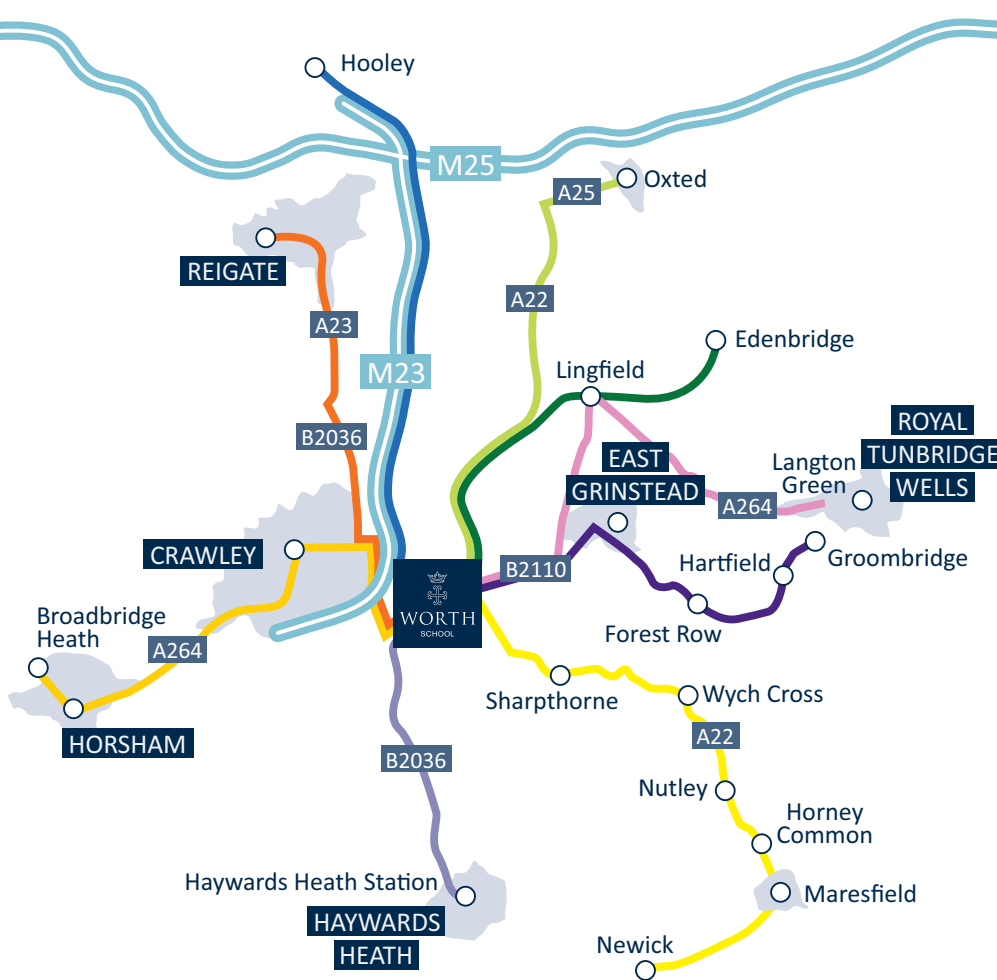 Hooley
M25
Oxted
A25
REIGATE
A22
A23
Edenbridge
M23
Lingfield
ROYAL
TUNBRIDGE
WELLS
B2036
EAST
GRINSTEAD
Langton
Green
A264
CRAWLEY
Groombridge
B2110
Hartfield
WORTH
SCHOOL
Broadbridge
Heath
Forest Row
A264
Sharpthorne
Wych Cross
HORSHAM
A22
B2036
Nutley
Horney
Common
Haywards Heath Station
Maresfield
HAYWARDS
HEATH
Newick